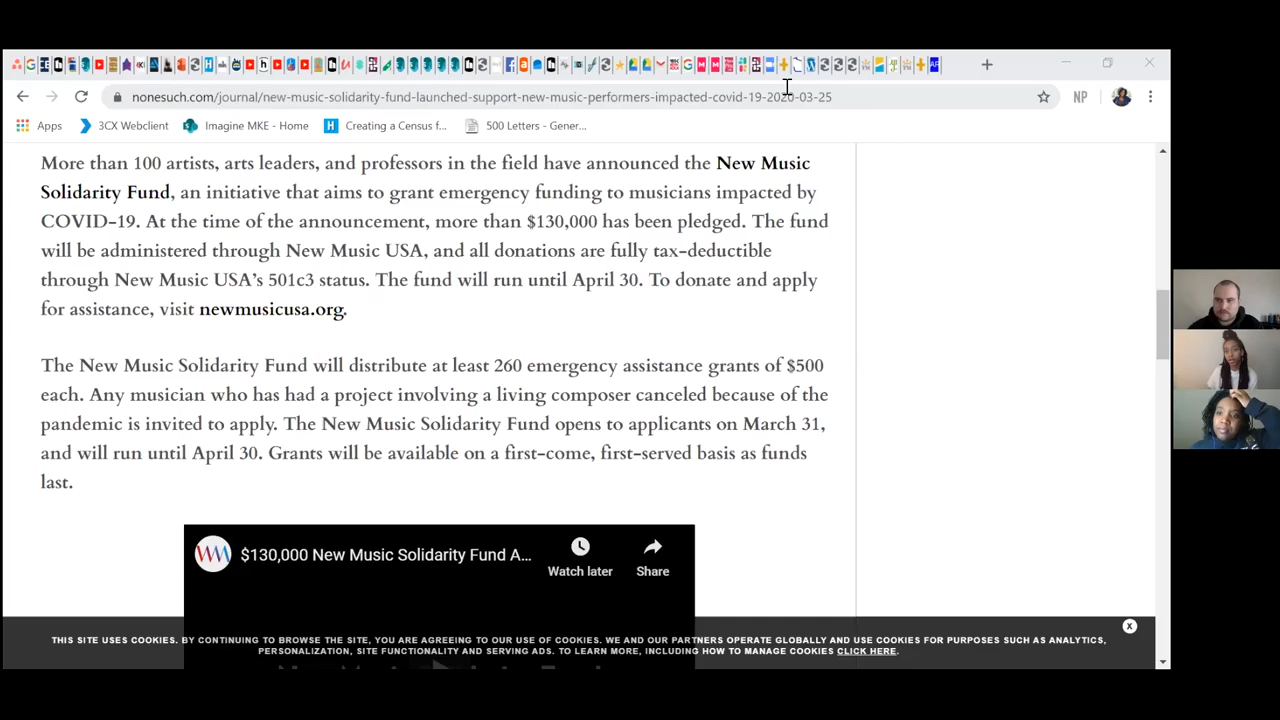 nonesuch.com/journal/new-music-solidarity-fund-launched-support-new-music-performers-impacted-covid-19-2020-03-25
NP
Apps 3CX Webclient Imagine MKE - Home Creating a Census f... 500 Letters - Gener...
More than 100 artists, arts leaders, and professors in the field have announced the New Music
Solidarity Fund, an initiative that aims to grant emergency funding to musicians impacted by
COVID-19. At the time of the announcement, more than $130,000 has been pledged. The fund
will be administered through New Music USA, and all donations are fully tax-deductible
through New Music USA’s 501c3 status. The fund will run until April 30. To donate and apply
for assistance, visit newmusicusa.org.
The New Music Solidarity Fund will distribute at least 260 emergency assistance grants of $500
each. Any musician who has had a project involving a living composer canceled because of the
pandemic is invited to apply. The New Music Solidarity Fund opens to applicants on March 31,
and will run until April 30. Grants will be available on a first-come, first-served basis as funds
last.
$130,000 New Music Solidarity Fund A...
Watch later Share
THIS SITE USES COOKIES. BY CONTINUING TO BROWSE THE SITE, YOU ARE AGREEING TO OUR USE OF COOKIES. WE AND OUR PARTNERS OPERATE GLOBALLY AND USE COOKIES FOR PURPOSES SUCH AS ANALYTICS,
PERSONALIZATION, SITE FUNCTIONALITY AND SERVING ADS. TO LEARN MORE, INCLUDING HOW TO MANAGE COOKIES CLICK HERE.
X